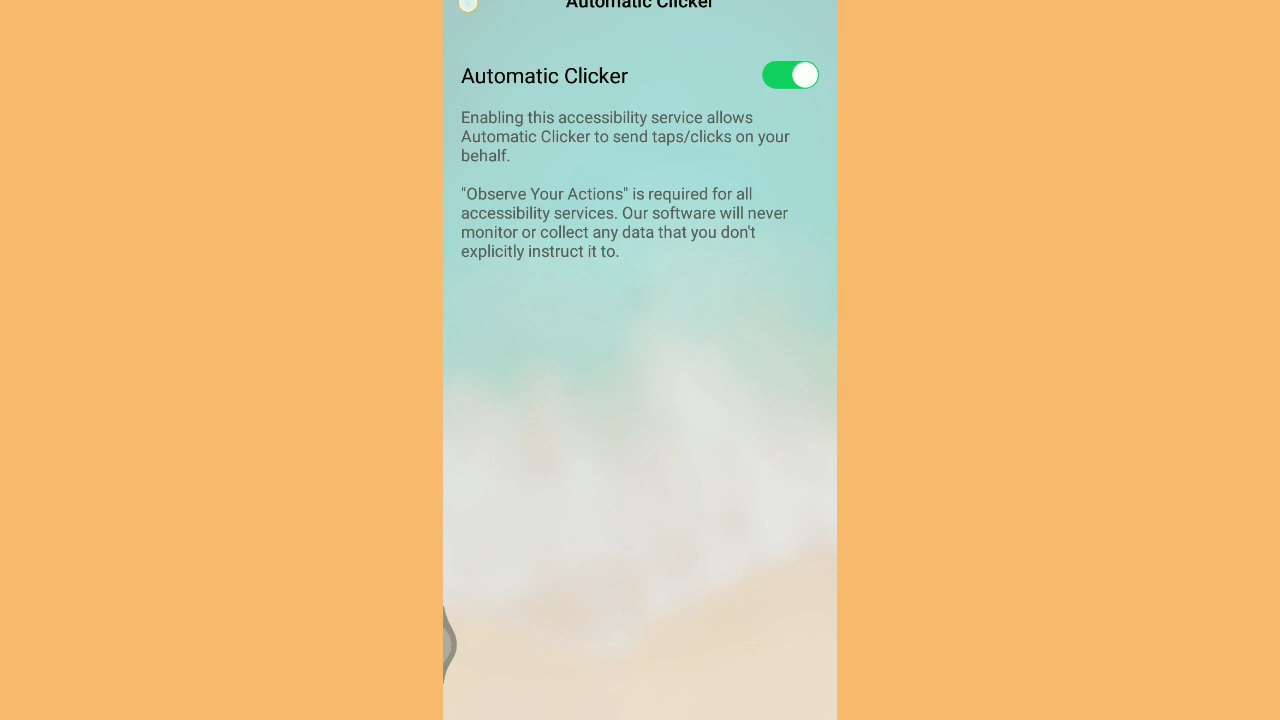 Automatic Clicker
Automatic Clicker
Enabling this accessibility service allows
Automatic Clicker to send taps/clicks on your
behalf.
"Observe Your Actions" is required for all
accessibility services. Our software will never
monitor or collect any data that you don't
explicitly instruct it to.